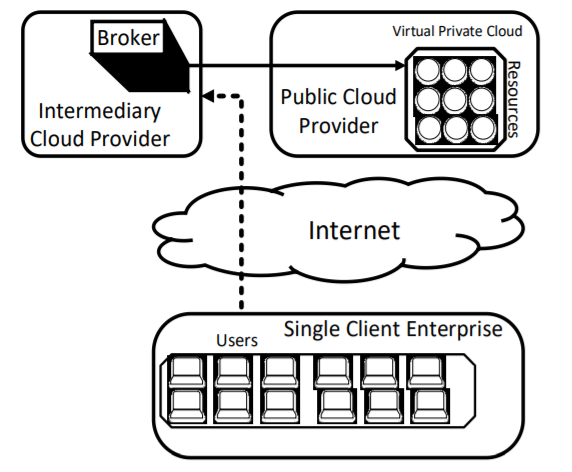 Broker
Intermediary
Cloud Provider
Virtual Private Cloud
Public Cloud
Provider
Resources
Internet
Single Client Enterprise
Users